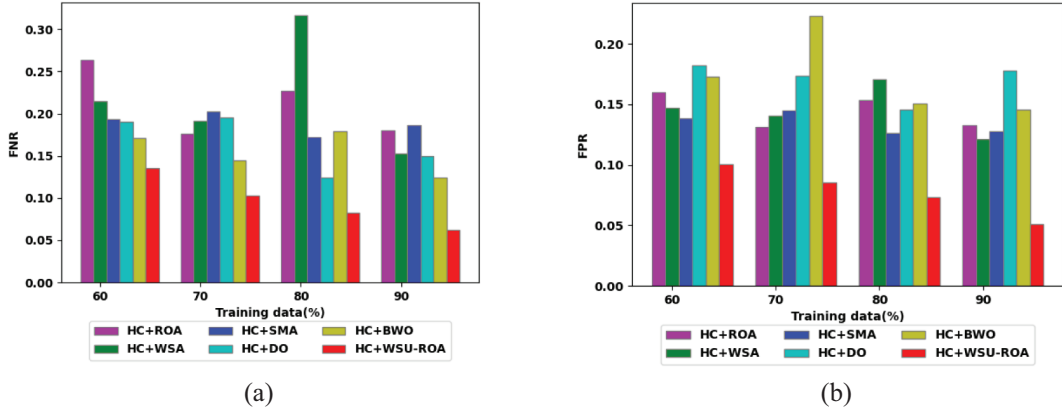 0.30
0.25
0.20
0.15
0.10
0.05
0.00
FNR
60 70 80 90
Training data(%)
HC+ROA HC+SMA HC+BWO
HC+WSA HC+DO HC+WSU-ROA
(a)
0.20
0.15
0.10
0.05
0.00
FPR
60 70 80 90
Training data(%)
HC+ROA HC+SMA HC+BWO
HC+WSA HC+DO HC+WSU-ROA
(b)